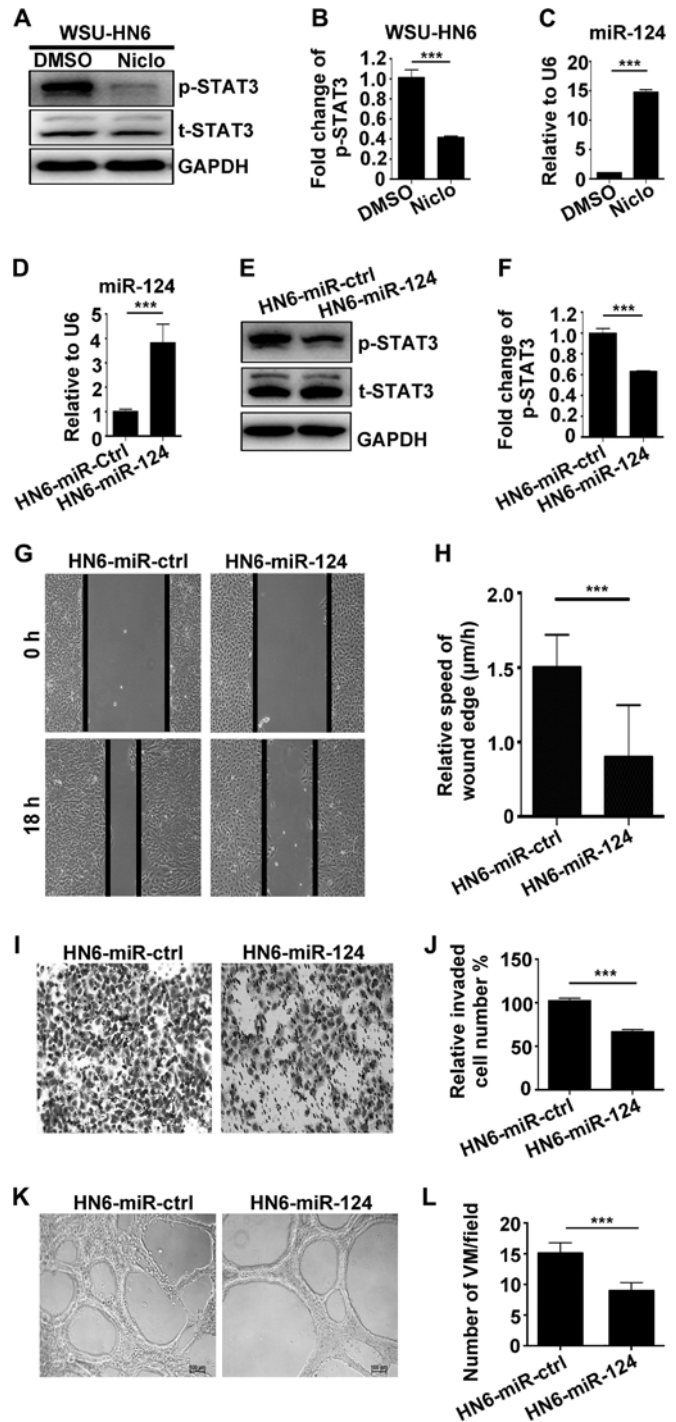 A
WSU-HN6
DMSO Niclo
p-STAT3
t-STAT3
GAPDH
B
WSU-HN6
***
Fold change of
p-STAT3
1.2
1.0
0.8
0.6
0.4
0.2
0
DMSO
Niclo
C
miR-124
***
Relative to U6
20
15
10
5
0
DMSO
Niclo
D
miR-124
***
Relative to U6
5
4
3
2
1
0
HN6-miR-Ctrl
HN6-miR-124
E
HN6-miR-ctrl
HN6-miR-124
p-STAT3
t-STAT3
GAPDH
F
***
Fold change of
p-STAT3
1.2
1.0
0.8
0.6
0.4
0.2
0
HN6-miR-ctrl
HN6-miR-124
G
HN6-miR-ctrl HN6-miR-124
0 h
18 h
H
***
Relative speed of
wound edge (μm/h)
2.0
1.5
1.0
0
HN6-miR-ctrl
HN6-miR-124
I
HN6-miR-ctrl HN6-miR-124
J
***
Relative invaded
cell number %
150
100
50
0
HN6-miR-ctrl
HN6-miR-124
K
HN6-miR-ctrl HN6-miR-124
L
***
Number of VM/field
20
15
10
5
0
HN6-miR-ctrl
HN6-miR-124